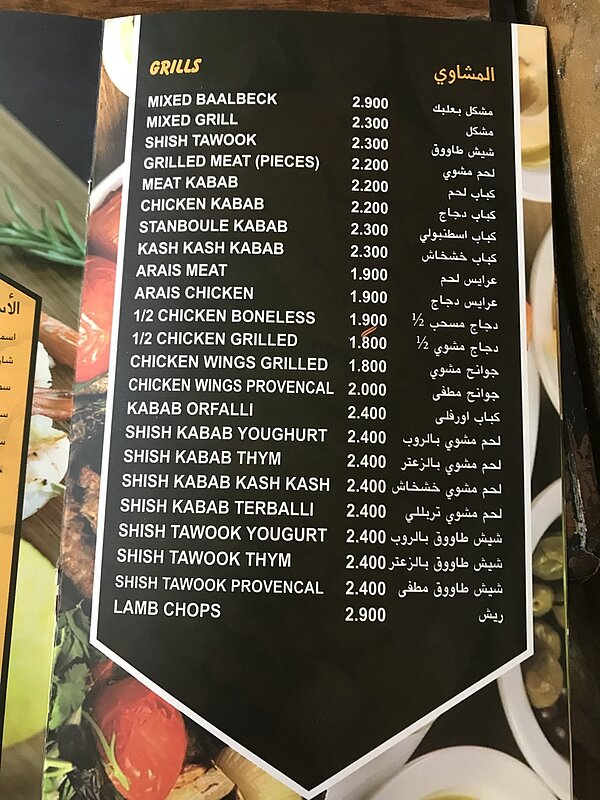 GRILLS المشاوي
MIXED BAALBECK 2.900 مشكل بعلبك
MIXED GRILL 2.300 مشكل
SHISH TAWOOK 2.300 شيش طاووق
GRILLED MEAT (PIECES) 2.200 لحم مشوي
MEAT KABAB 2.200 كباب لحم
CHICKEN KABAB 2.200 كباب دجاج
STANBOULE KABAB 2.300 كباب اسطنبولي
KASH KASH KABAB 2.300 كباب خشخاش
ARAIS MEAT 1.900 عرايس لحم
ARAIS CHICKEN 1.900 عرايس دجاج
1/2 CHICKEN BONELESS 1.900 دجاج مسحب ½
1/2 CHICKEN GRILLED 1.800 دجاج مشوي ½
CHICKEN WINGS GRILLED 1.800 جوانح مشوي
CHICKEN WINGS PROVENCAL 2.000 جوانح مطفى
KABAB ORFALLI 2.400 كباب اورفلى
SHISH KABAB YOUGHURT 2.400 لحم مشوي بالروب
SHISH KABAB THYM 2.400 لحم مشوي بالزعتر
SHISH KABAB KASH KASH 2.400 لحم مشوي خشخاش
SHISH KABAB TERBALLI 2.400 لحم مشوي تربللي
SHISH TAWOOK YOUGURT 2.400 شيش طاووق بالروب
SHISH TAWOOK THYM 2.400 شيش طاووق بالزعتر
SHISH TAWOOK PROVENCAL 2.400 شيش طاووق مطفى
LAMB CHOPS 2.900 ريش